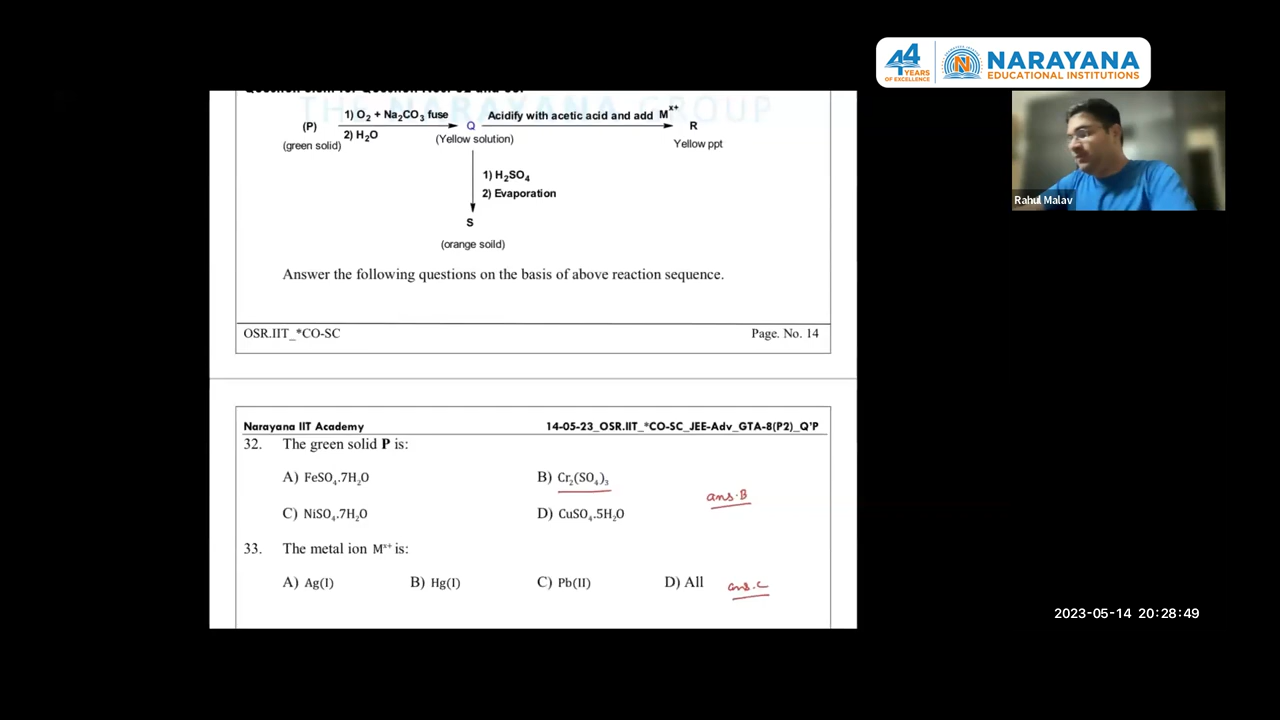 44 YEARS OF EXCELLENCE
NARAYANA
EDUCATIONAL INSTITUTIONS
THE NARAYANA GROUP
(P) 1) O2 + Na2CO3 fuse Q Acidify with acetic acid and add M^x+ R
(green solid) 2) H2O (Yellow solution) Yellow ppt
1) H2SO4
2) Evaporation
S
(orange soild)
Rahul Malav
Answer the following questions on the basis of above reaction sequence.
OSR.IIT_*CO-SC Page. No. 14
Narayana IIT Academy 14-05-23_OSR.IIT_*CO-SC_JEE-Adv_GTA-8(P2)_Q'P
32. The green solid P is:
A) FeSO4.7H2O B) Cr2(SO4)3
ans. B
C) NiSO4.7H2O D) CuSO4.5H2O
33. The metal ion M^x+ is:
A) Ag(I) B) Hg(I) C) Pb(II) D) All ans. C
2023-05-14 20:28:49